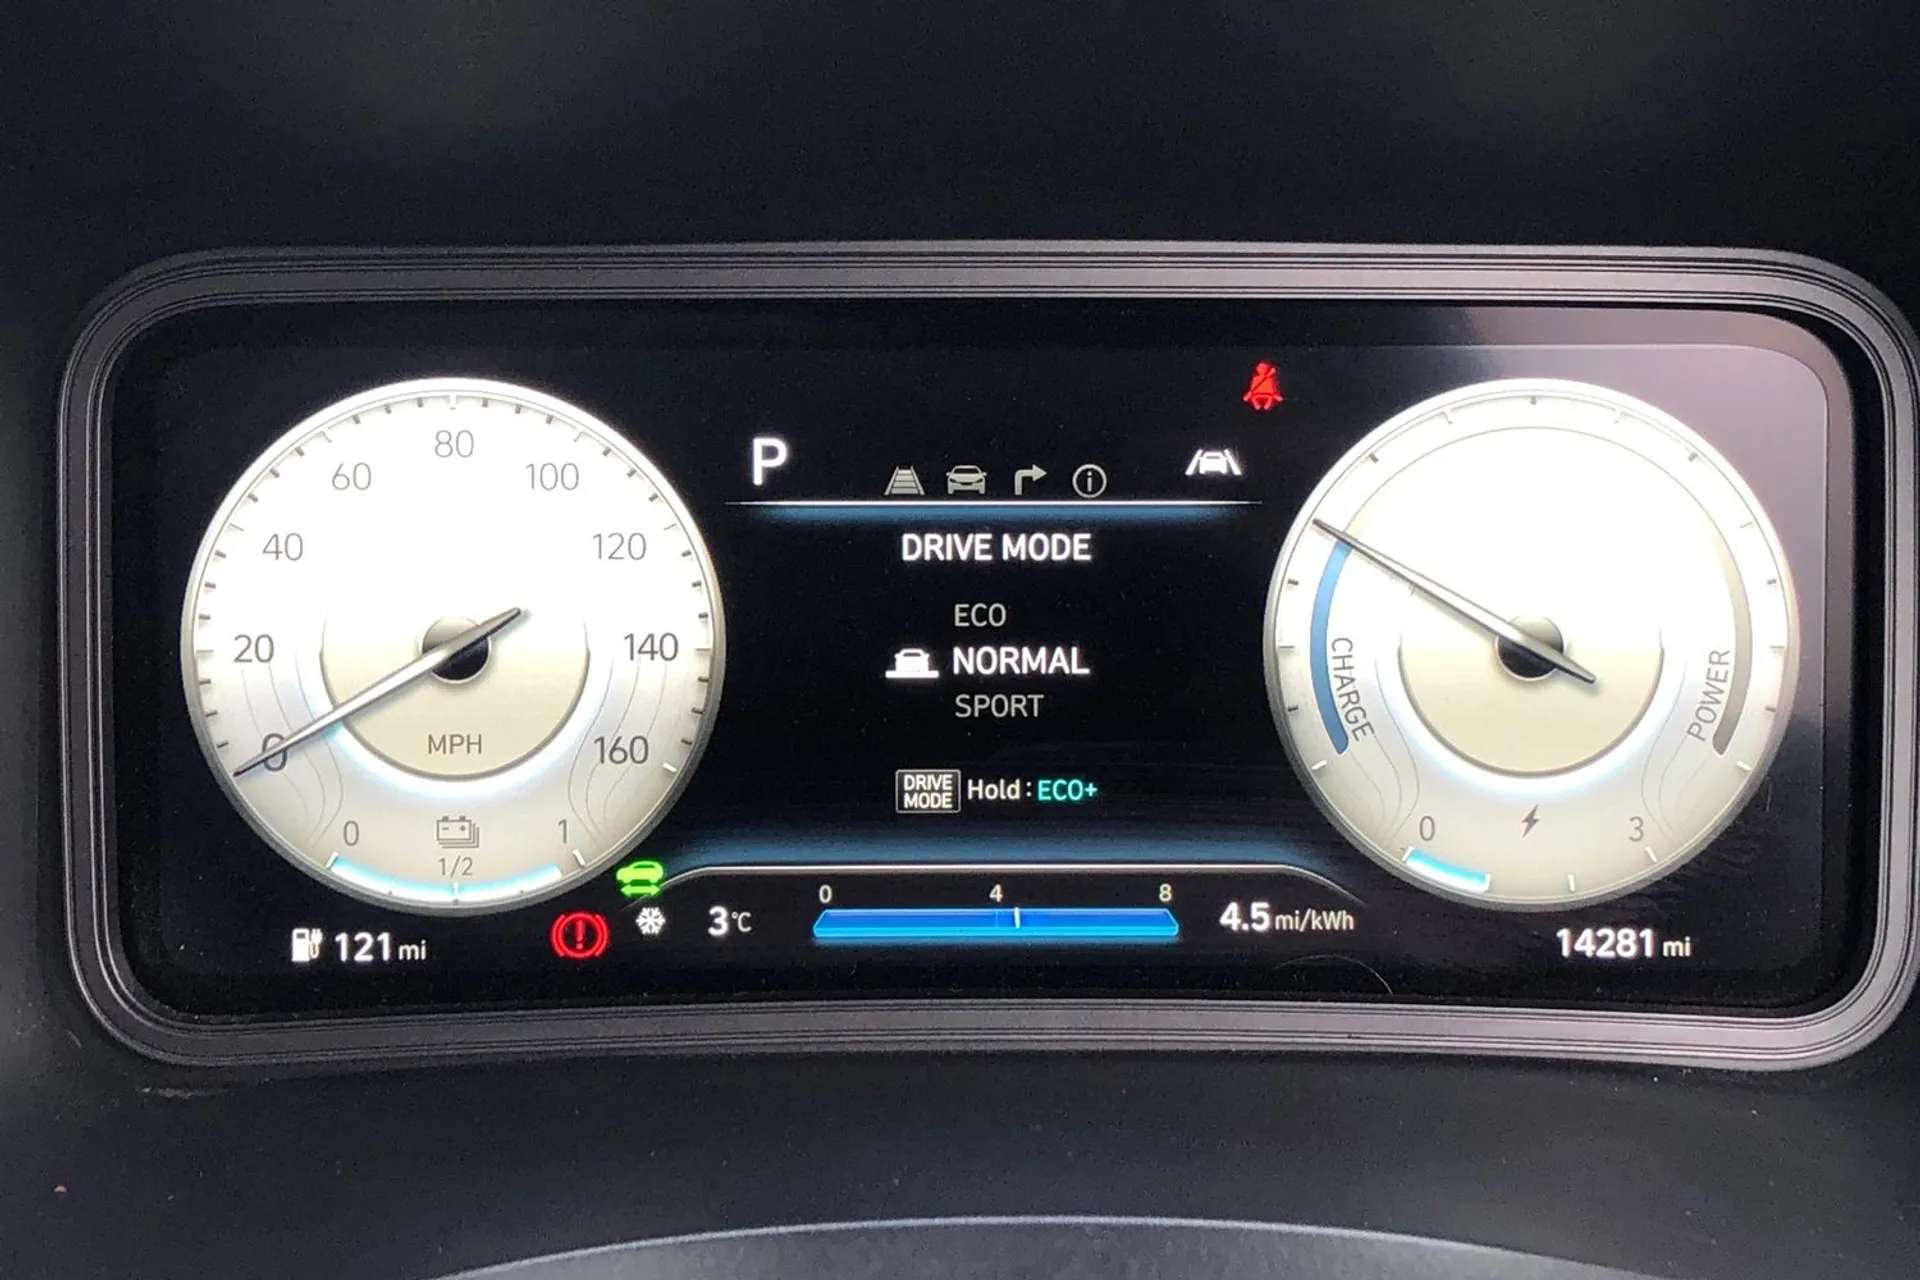 80
60
100
40
120
20
140
0
160
MPH
0
1
1/2
121 mi
P
DRIVE MODE
ECO
NORMAL
SPORT
DRIVE MODE Hold : ECO+
3°C
0 4 8
4.5 mi/kWh
CHARGE
POWER
0
3
14281 mi